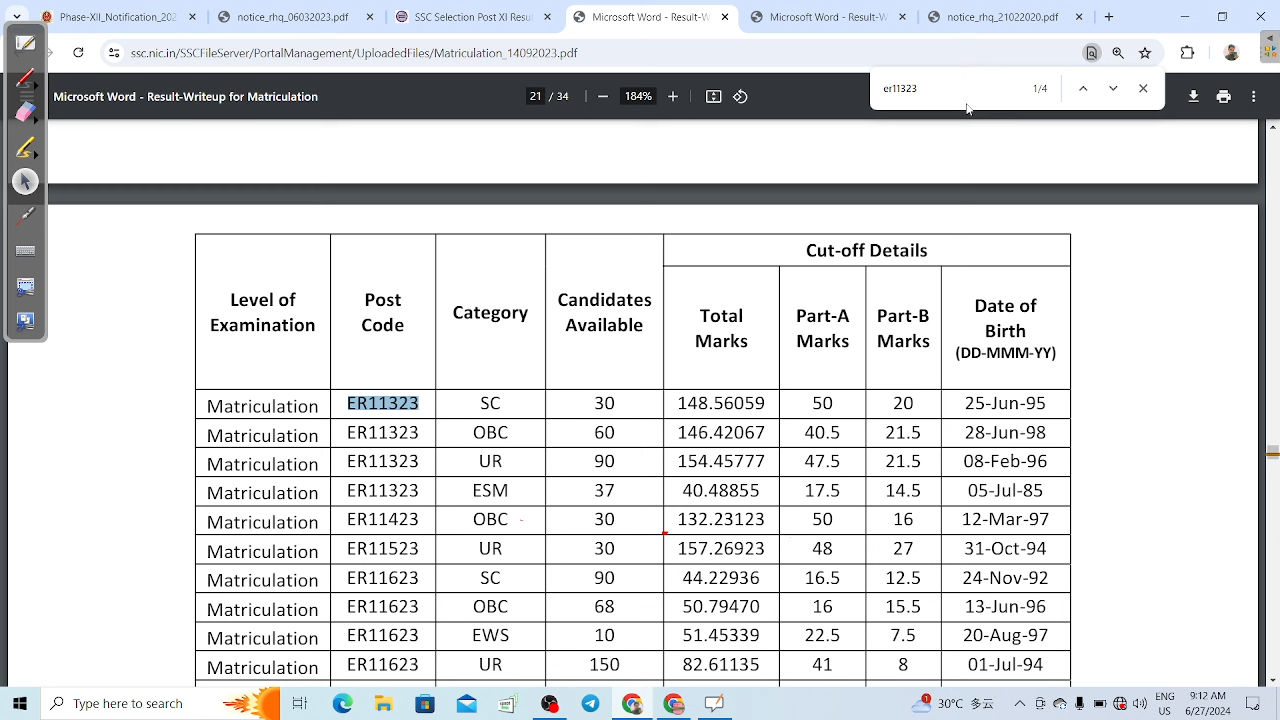 Phase-XI_Notification_202
notice_rhq_00032023.pdf
SSC Selection Post XI Resul
Microsoft Word - Result-W
Microsoft Word - Result-Wr
notice_rhq_21022020.pdf
ssc.nic.in/SSCFileServer/PortalManagement/UploadedFiles/Matriculation_14092023.pdf
er11323 1/4
Microsoft Word - Result-Writeup for Matriculation 21 / 34 184%
Level of Examination Post Code Category Candidates Available Cut-off Details
Total Marks Part-A Marks Part-B Marks Date of Birth (DD-MMM-YY)
Matriculation ER11323 SC 30 148.56059 50 20 25-Jun-95
Matriculation ER11323 OBC 60 146.42067 40.5 21.5 28-Jun-98
Matriculation ER11323 UR 90 154.45777 47.5 21.5 08-Feb-96
Matriculation ER11323 ESM 37 40.48855 17.5 14.5 05-Jul-85
Matriculation ER11423 OBC 30 132.23123 50 16 12-Mar-97
Matriculation ER11523 UR 30 157.26923 48 27 31-Oct-94
Matriculation ER11623 SC 90 44.22936 16.5 12.5 24-Nov-92
Matriculation ER11623 OBC 68 50.79470 16 15.5 13-Jun-96
Matriculation ER11623 EWS 10 51.45339 22.5 7.5 20-Aug-97
Matriculation ER11623 UR 150 82.61135 41 8 01-Jul-94
Type here to search
1
30°C 多云
ENG
US
9:12 AM
6/27/2024